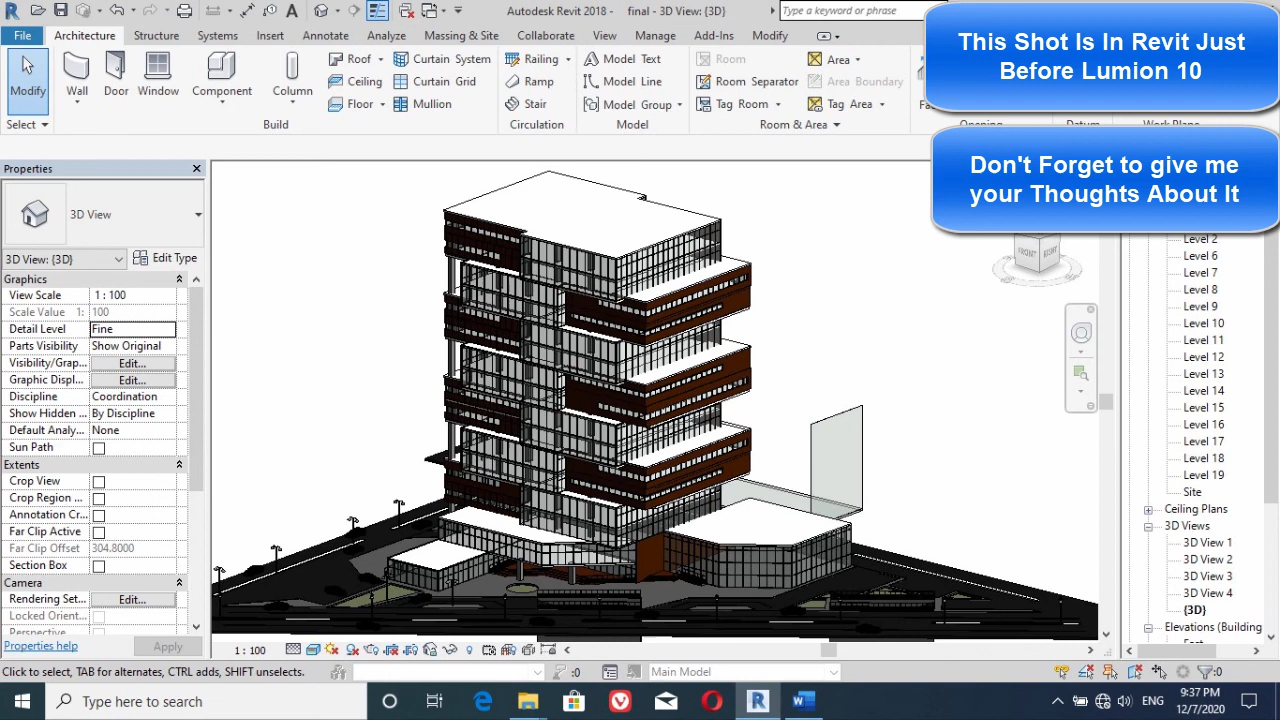 Autodesk Revit 2018 - final - 3D View: {3D}
Type a keyword or phrase
This Shot Is In Revit Just
Before Lumion 10
Don't Forget to give me
your Thoughts About It
File Architecture Structure Systems Insert Annotate Analyze Massing & Site Collaborate View Manage Add-Ins Modify
Modify
Wall
Door
Window
Component
Column
Roof
Ceiling
Floor
Curtain System
Curtain Grid
Mullion
Railing
Ramp
Stair
Model Text
Model Line
Model Group
Room
Room Separator
Tag Room
Area
Area Boundary
Tag Area
Select
Build
Circulation
Model
Room & Area
Properties
3D View
3D View: {3D}
Edit Type
Graphics
View Scale 1 : 100
Scale Value 1: 100
Detail Level Fine
Parts Visibility Show Original
Visibility/Grap... Edit...
Graphic Displ... Edit...
Discipline Coordination
Show Hidden ... By Discipline
Default Analy... None
Sun Path
Extents
Crop View
Crop Region ...
Annotation Cr...
Far Clip Active
Far Clip Offset 304.8000
Section Box
Camera
Rendering Set... Edit...
Locked Orient...
Properties help
Apply
FRONT
Level 2
Level 6
Level 7
Level 8
Level 9
Level 10
Level 11
Level 12
Level 13
Level 14
Level 15
Level 16
Level 17
Level 18
Level 19
Site
Ceiling Plans
3D Views
3D View 1
3D View 2
3D View 3
3D View 4
{3D}
Elevations (Building
1 : 100
Click to select, TAB for alternates, CTRL adds, SHIFT unselects.
:0
Main Model
:0
Type here to search
ENG
9:37 PM
12/7/2020